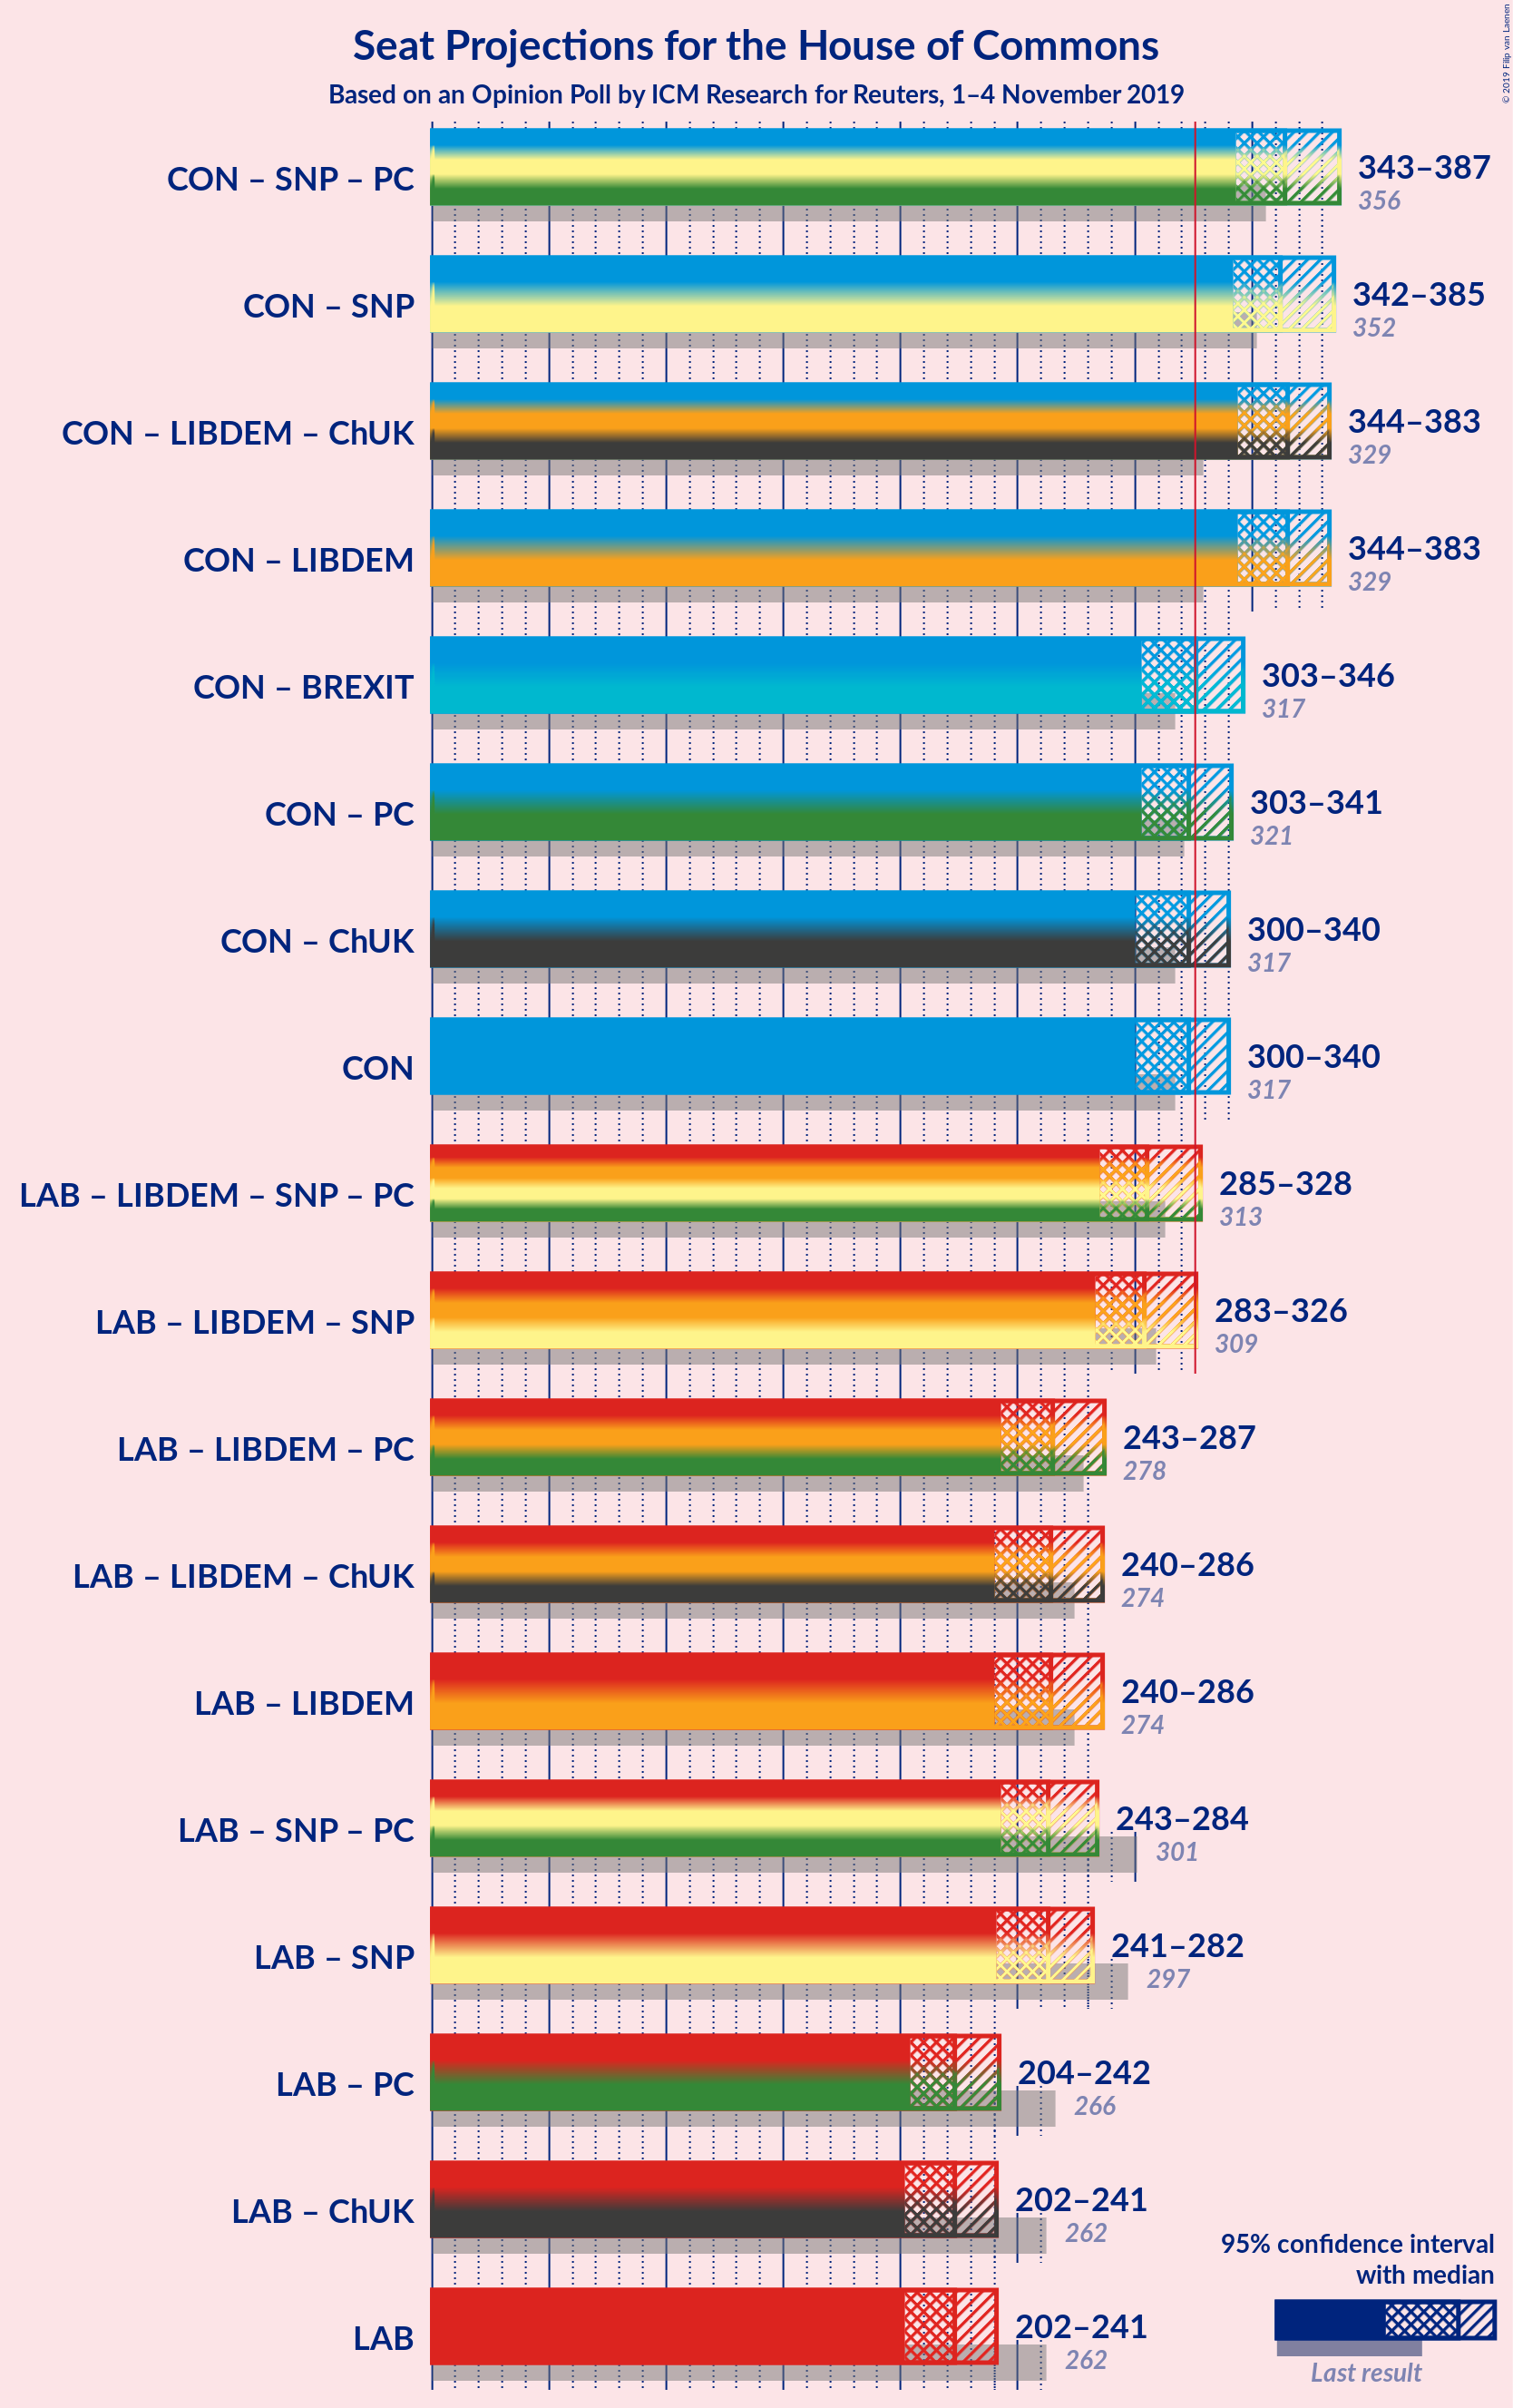 Seat Projections for the House of Commons
Based on an Opinion Poll by ICM Research for Reuters, 1–4 November 2019
© 2019 Filip van Laenen
CON – SNP – PC
343–387
356
CON – SNP
342–385
352
CON – LIBDEM – ChUK
344–383
329
CON – LIBDEM
344–383
329
CON – BREXIT
303–346
317
CON – PC
303–341
321
CON – ChUK
300–340
317
CON
300–340
317
LAB – LIBDEM – SNP – PC
285–328
313
LAB – LIBDEM – SNP
283–326
309
LAB – LIBDEM – PC
243–287
278
LAB – LIBDEM – ChUK
240–286
274
LAB – LIBDEM
240–286
274
LAB – SNP – PC
243–284
301
LAB – SNP
241–282
297
LAB – PC
204–242
266
LAB – ChUK
202–241
262
LAB
202–241
262
95% confidence interval
with median
Last result